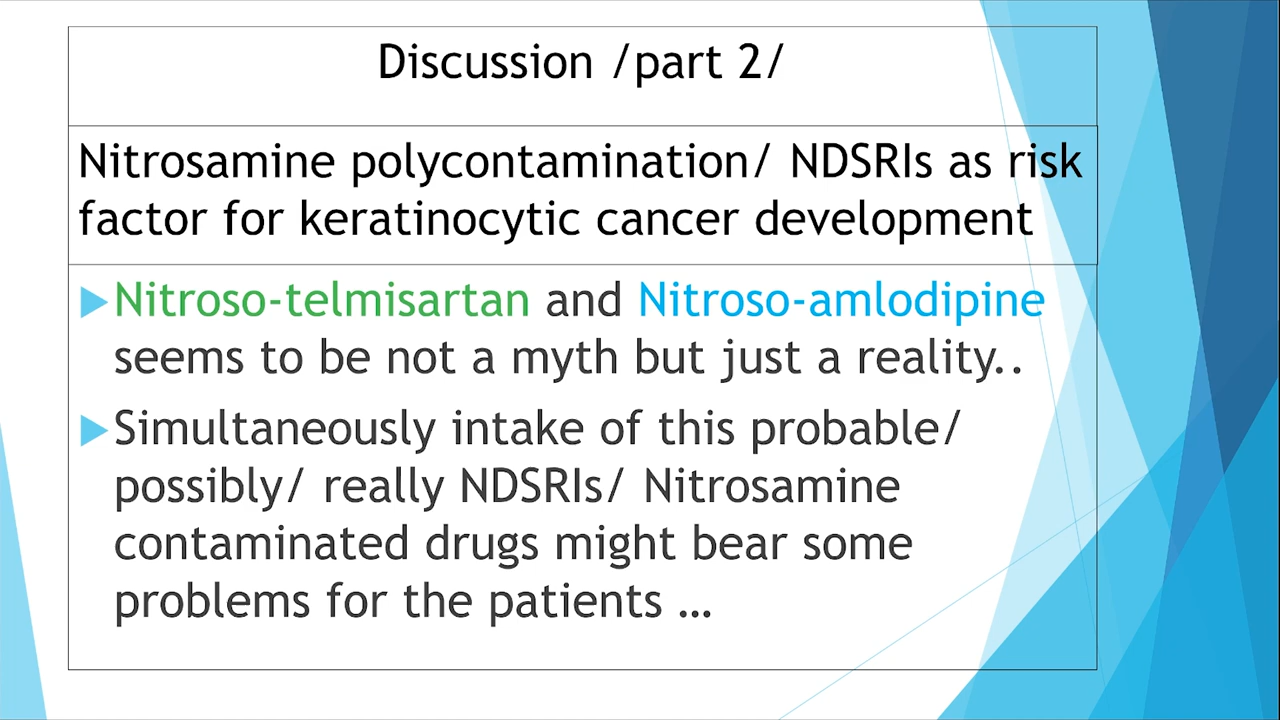 Discussion /part 2/
Nitrosamine polycontamination/ NDSRIs as risk
factor for keratinocytic cancer development
Nitroso-telmisartan and Nitroso-amlodipine
seems to be not a myth but just a reality..
Simultaneously intake of this probable/
possibly/ really NDSRIs/ Nitrosamine
contaminated drugs might bear some
problems for the patients …